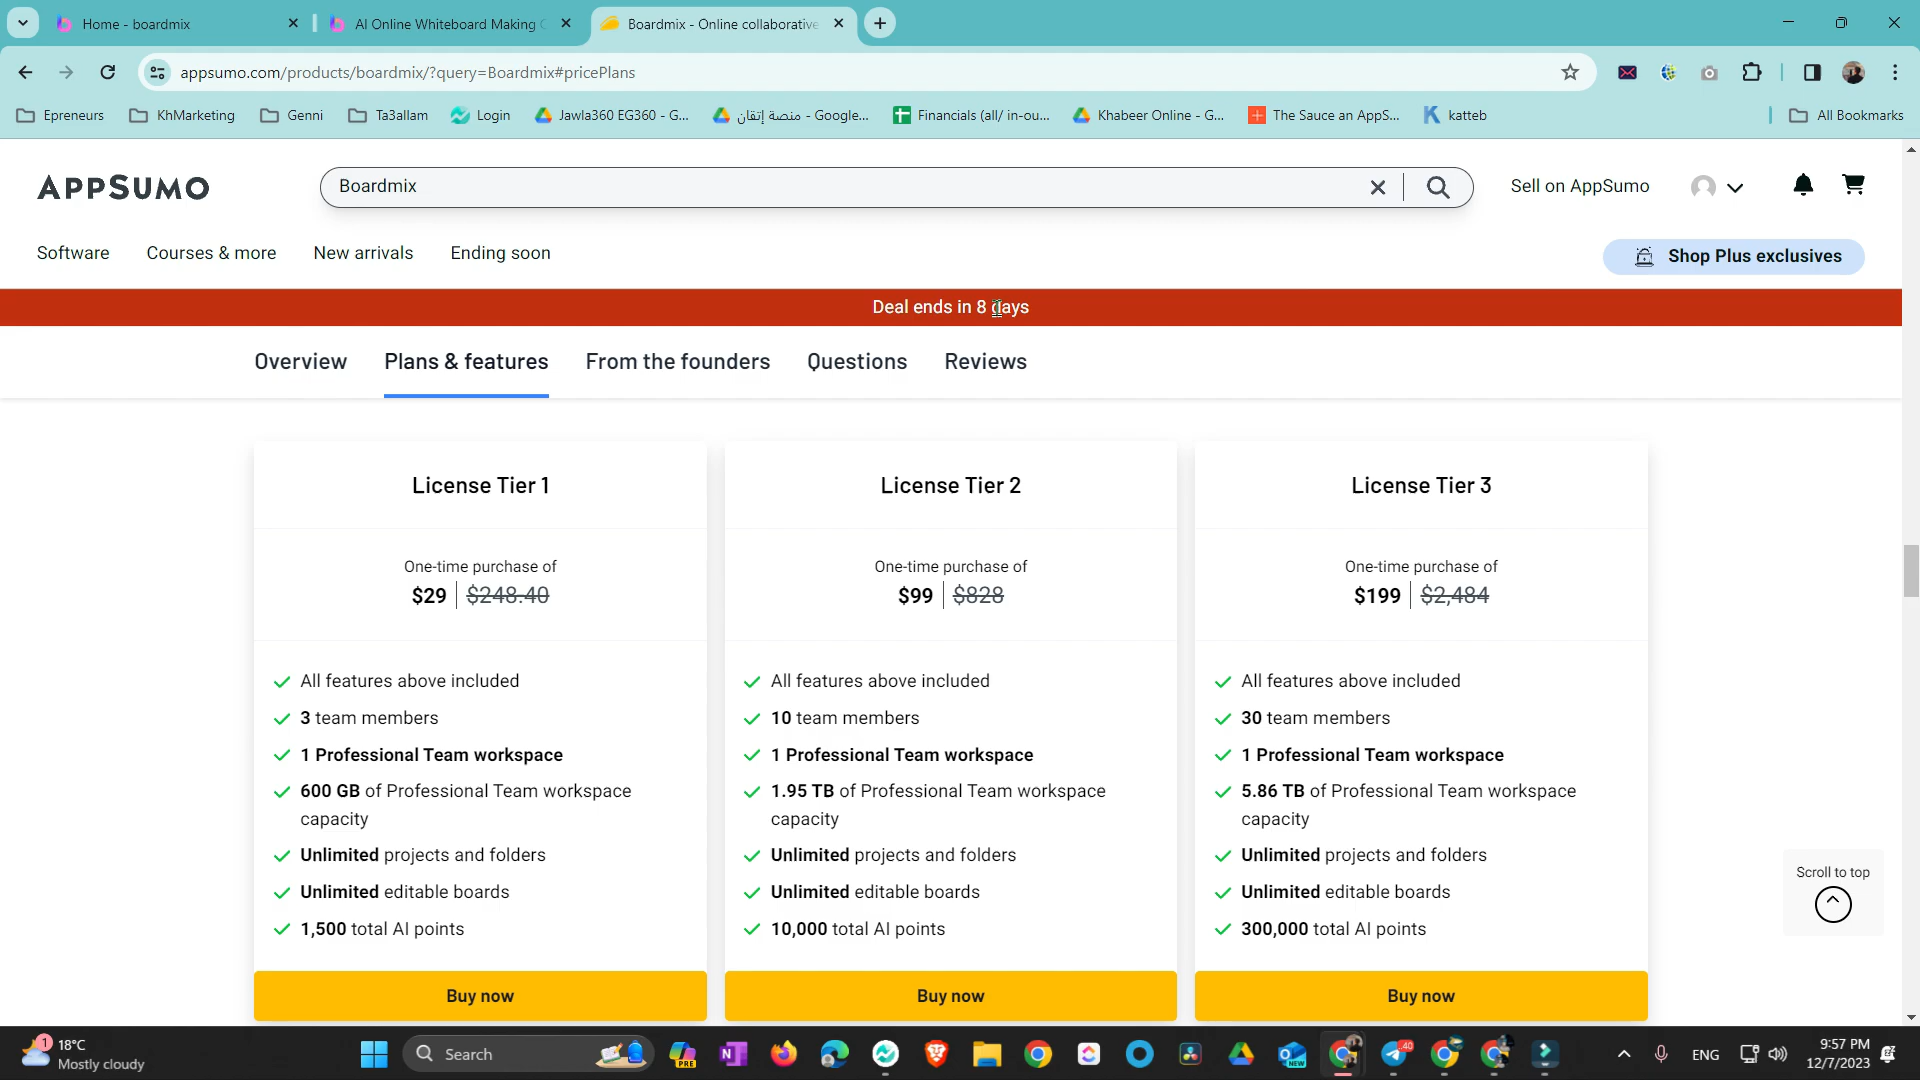 Home - boardmix
AI Online Whiteboard Making
Boardmix - Online collaborative
appsumo.com/products/boardmix/?query=Boardmix#pricePlans
Epreneurs
KhMarketing
Genni
Ta3allam
Login
Jawla360 EG360 - G...
منصة إتقان - Google...
Financials (all/ in-ou...
Khabeer Online - G...
The Sauce an AppS...
katteb
All Bookmarks
APPSUMO
Boardmix
Sell on AppSumo
Software
Courses & more
New arrivals
Ending soon
Shop Plus exclusives
Deal ends in 8 days
Overview
Plans & features
From the founders
Questions
Reviews
License Tier 1
One-time purchase of
$29 | $248.40
All features above included
3 team members
1 Professional Team workspace
600 GB of Professional Team workspace
capacity
Unlimited projects and folders
Unlimited editable boards
1,500 total AI points
Buy now
License Tier 2
One-time purchase of
$99 | $828
All features above included
10 team members
1 Professional Team workspace
1.95 TB of Professional Team workspace
capacity
Unlimited projects and folders
Unlimited editable boards
10,000 total AI points
Buy now
License Tier 3
One-time purchase of
$199 | $2,484
All features above included
30 team members
1 Professional Team workspace
5.86 TB of Professional Team workspace
capacity
Unlimited projects and folders
Unlimited editable boards
300,000 total AI points
Buy now
Scroll to top
1
18°C
Mostly cloudy
Search
PRE
NEW
40
ENG
9:57 PM
12/7/2023